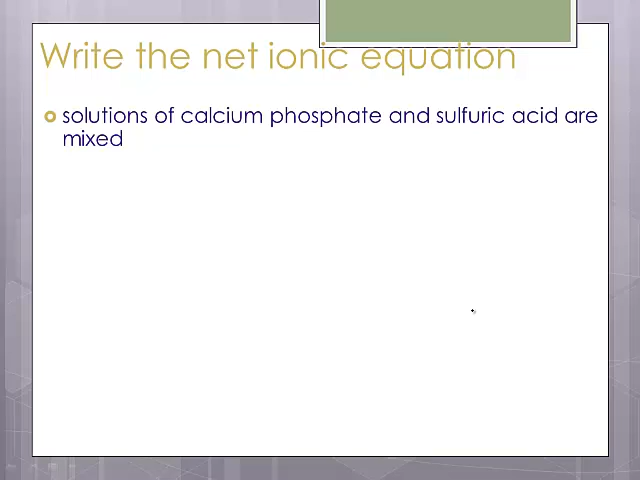 Write the net ionic equation
solutions of calcium phosphate and sulfuric acid are
mixed